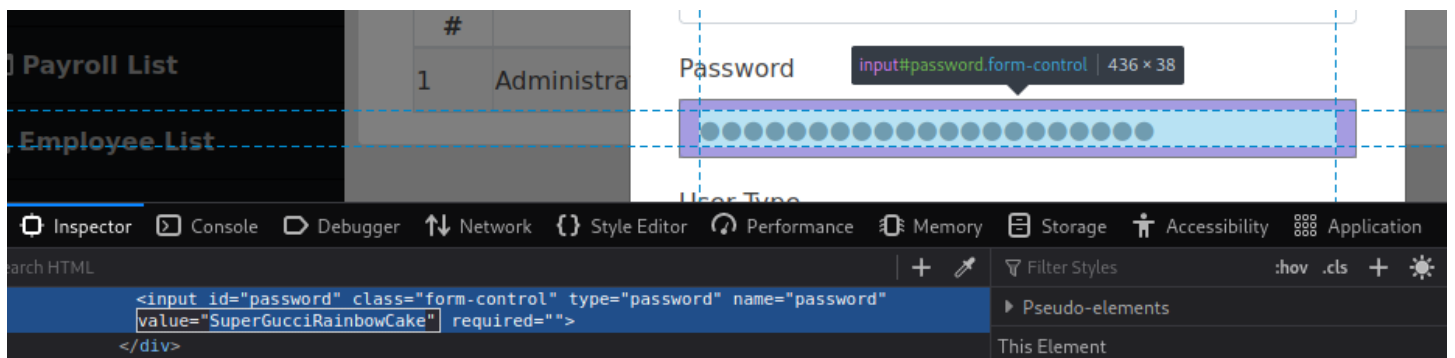 #
Payroll List
1 Administra
Employee List
Password
input#password.form-control | 436 × 38
●●●●●●●●●●●●●●●●●●●●●
User Type
Inspector Console Debugger Network Style Editor Performance Memory Storage Accessibility Application
earch HTML
Filter Styles :hov .cls
<input id="password" class="form-control" type="password" name="password"
value="SuperGucciRainbowCake" required="">
</div>
Pseudo-elements
This Element